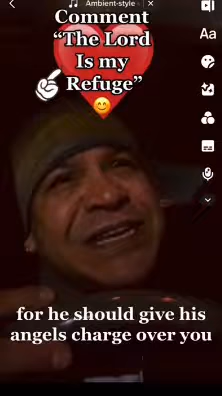 Ambient-style
Comment
“The Lord
Is my
Refuge”
Aa
for he should give his
angels charge over you